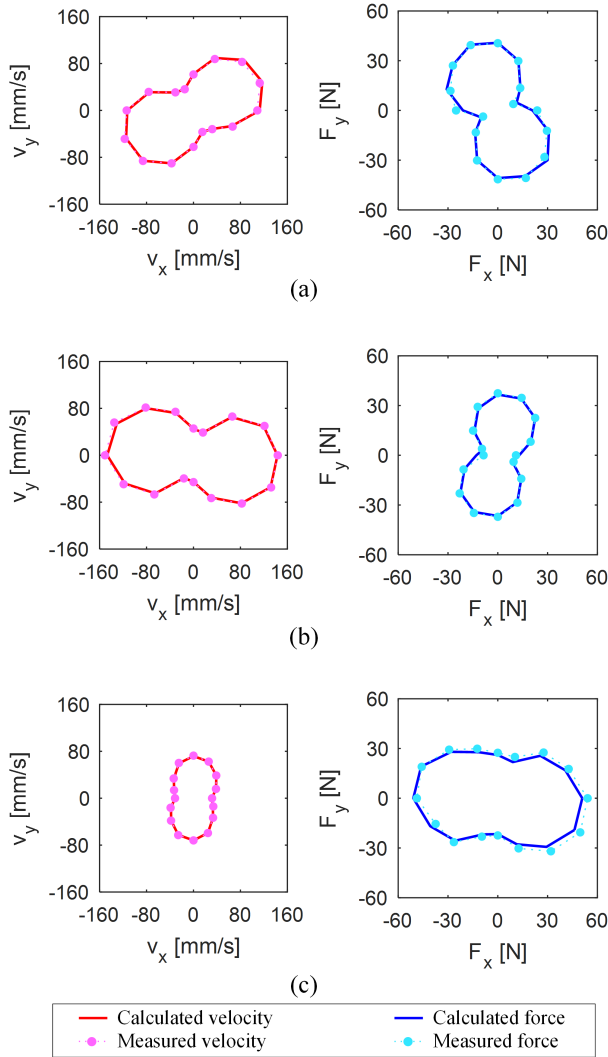 160
80
0
-80
-160
v_y [mm/s]
-160 -80 0 80 160
v_x [mm/s]
60
30
0
-30
-60
F_y [N]
-60 -30 0 30 60
F_x [N]
(a)
160
80
0
-80
-160
v_y [mm/s]
-160 -80 0 80 160
v_x [mm/s]
60
30
0
-30
-60
F_y [N]
-60 -30 0 30 60
F_x [N]
(b)
160
80
0
-80
-160
v_y [mm/s]
-160 -80 0 80 160
v_x [mm/s]
60
30
0
-30
-60
F_y [N]
-60 -30 0 30 60
F_x [N]
(c)
Calculated velocity
Measured velocity
Calculated force
Measured force